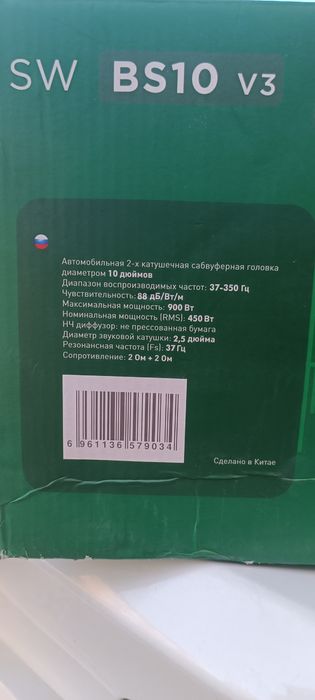 SW BS10 V3
Автомобильная 2-х катушечная сабвуферная головка
диаметром 10 дюймов
Диапазон воспроизводимых частот: 37-350 Гц
Чувствительность: 88 дБ/Вт/м
Максимальная мощность: 900 Вт
Номинальная мощность (RMS): 450 Вт
НЧ диффузор: не прессованная бумага
Диаметр звуковой катушки: 2,5 дюйма
Резонансная частота (Fs): 37 Гц
Сопротивление: 2 Ом + 2 Ом
6 961136 579034
Сделано в Китае